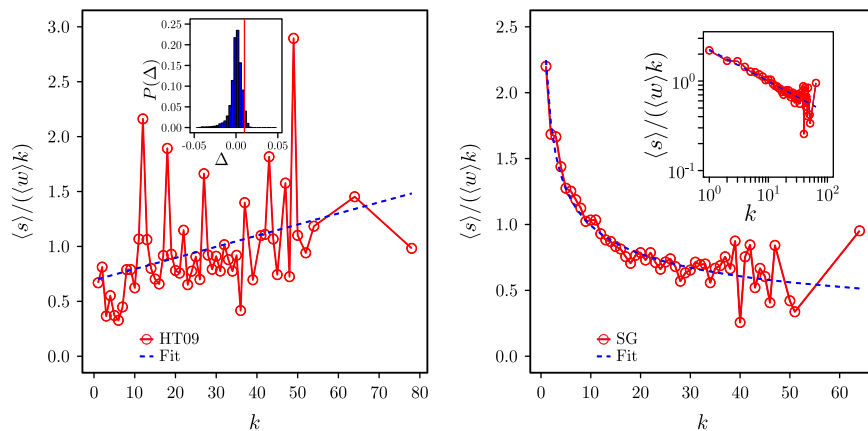 3.0
2.5
2.0
1.5
1.0
0.5
0.0
⟨s⟩/(⟨w⟩k)
0 10 20 30 40 50 60 70 80
k
HT09
Fit
0.25
0.20
0.15
0.10
0.05
0.00
P(Δ)
-0.05 0.00 0.05
Δ
2.5
2.0
1.5
1.0
0.5
0.0
⟨s⟩/(⟨w⟩k)
0 10 20 30 40 50 60
k
SG
Fit
10⁰
10⁻¹
⟨s⟩/(⟨w⟩k)
10⁰ 10¹ 10²
k